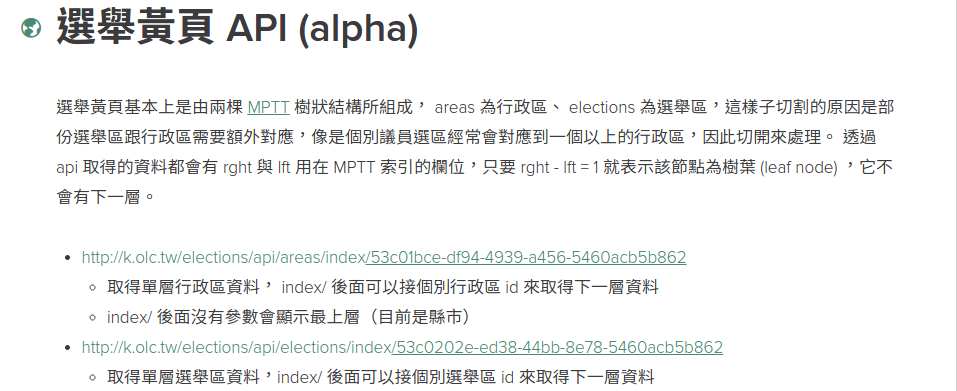 選舉黃頁 API (alpha)
選舉黃頁基本上是由兩棵 MPTT 樹狀結構所組成， areas 為行政區、 elections 為選舉區，這樣子切割的原因是部
份選舉區跟行政區需要額外對應，像是個別議員選區經常會對應到一個以上的行政區，因此切開來處理。 透過
api 取得的資料都會有 rght 與 lft 用在 MPTT 索引的欄位，只要 rght - lft = 1 就表示該節點為樹葉 (leaf node) ，它不
會有下一層。
http://k.olc.tw/elections/api/areas/index/53c01bce-df94-4939-a456-5460acb5b862
取得單層行政區資料， index/ 後面可以接個別行政區 id 來取得下一層資料
index/ 後面沒有參數會顯示最上層（目前是縣市）
http://k.olc.tw/elections/api/elections/index/53c0202e-ed38-44bb-8e78-5460acb5b862
取得單層選舉區資料，index/ 後面可以接個別選舉區 id 來取得下一層資料